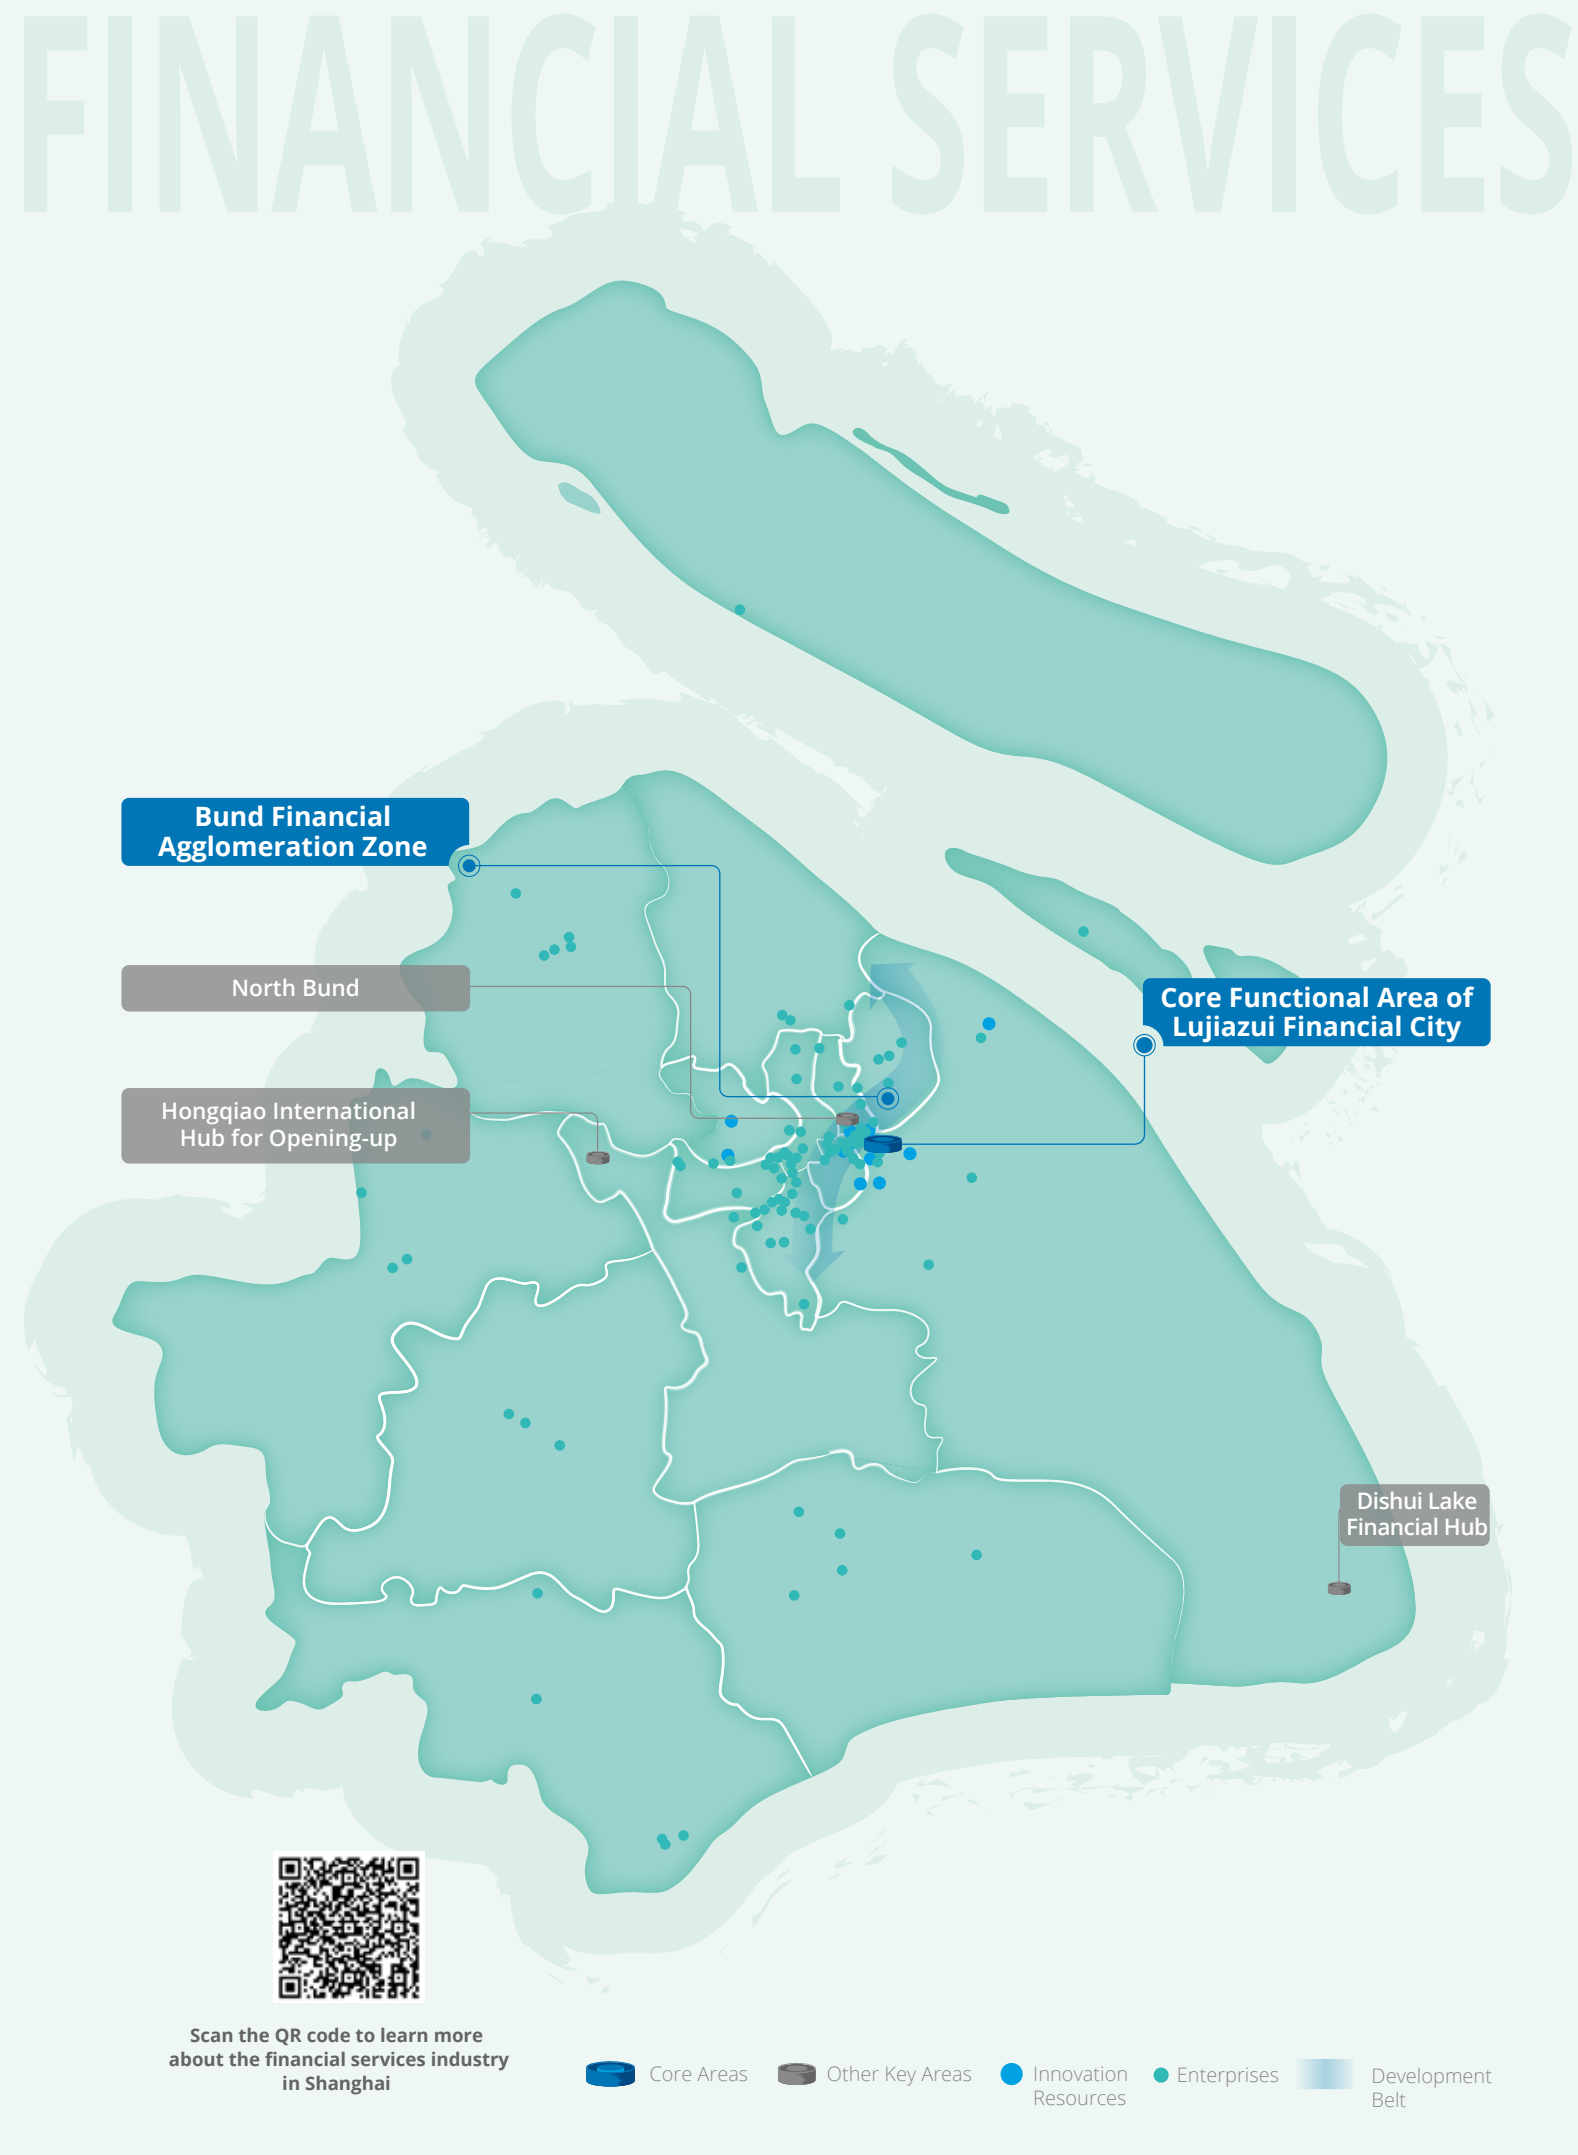 FINANCIAL SERVICES
Bund Financial
Agglomeration Zone
North Bund
Core Functional Area of
Lujiazui Financial City
Hongqiao International
Hub for Opening-up
Dishui Lake
Financial Hub
Scan the QR code to learn more
about the financial services industry
in Shanghai
Core Areas
Other Key Areas
Innovation
Resources
Enterprises
Development
Belt